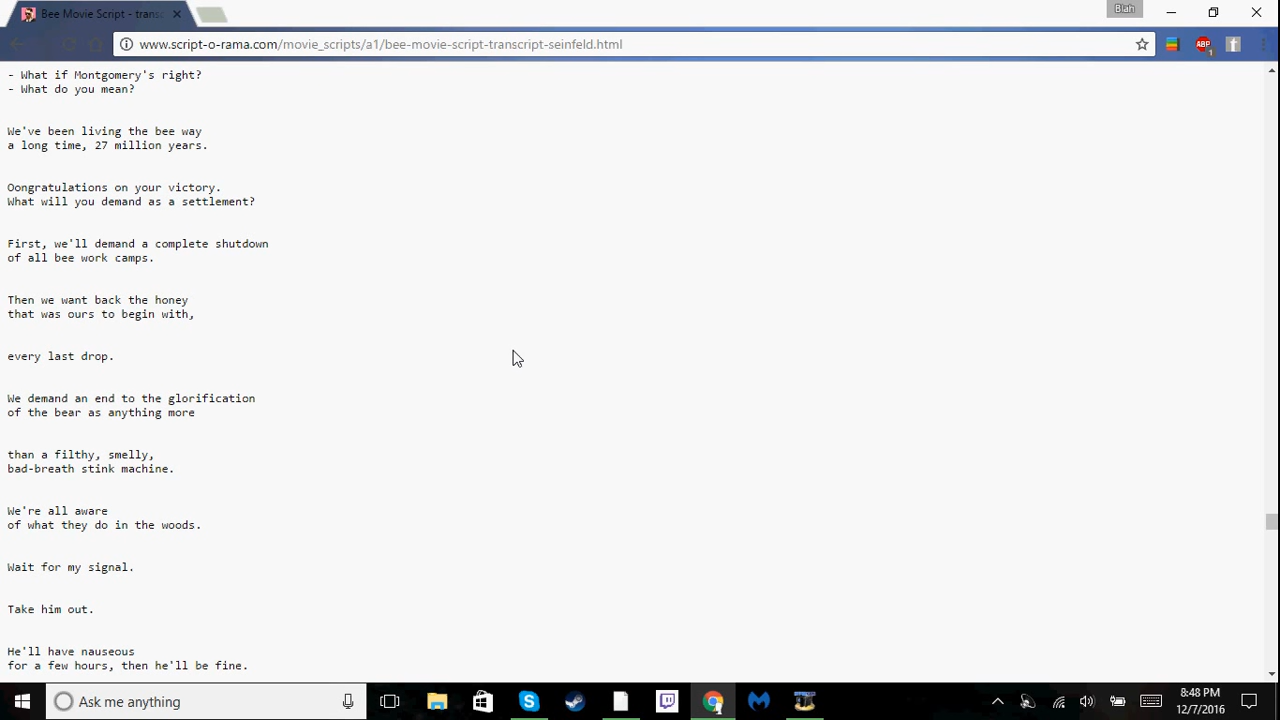 Bee Movie Script - transc
Blah
www.script-o-rama.com/movie_scripts/a1/bee-movie-script-transcript-seinfeld.html
ABP
1
- What if Montgomery's right?
- What do you mean?
We've been living the bee way
a long time, 27 million years.
Oongratulations on your victory.
What will you demand as a settlement?
First, we'll demand a complete shutdown
of all bee work camps.
Then we want back the honey
that was ours to begin with,
every last drop.
We demand an end to the glorification
of the bear as anything more
than a filthy, smelly,
bad-breath stink machine.
We're all aware
of what they do in the woods.
Wait for my signal.
Take him out.
He'll have nauseous
for a few hours, then he'll be fine.
Ask me anything
8:48 PM
12/7/2016